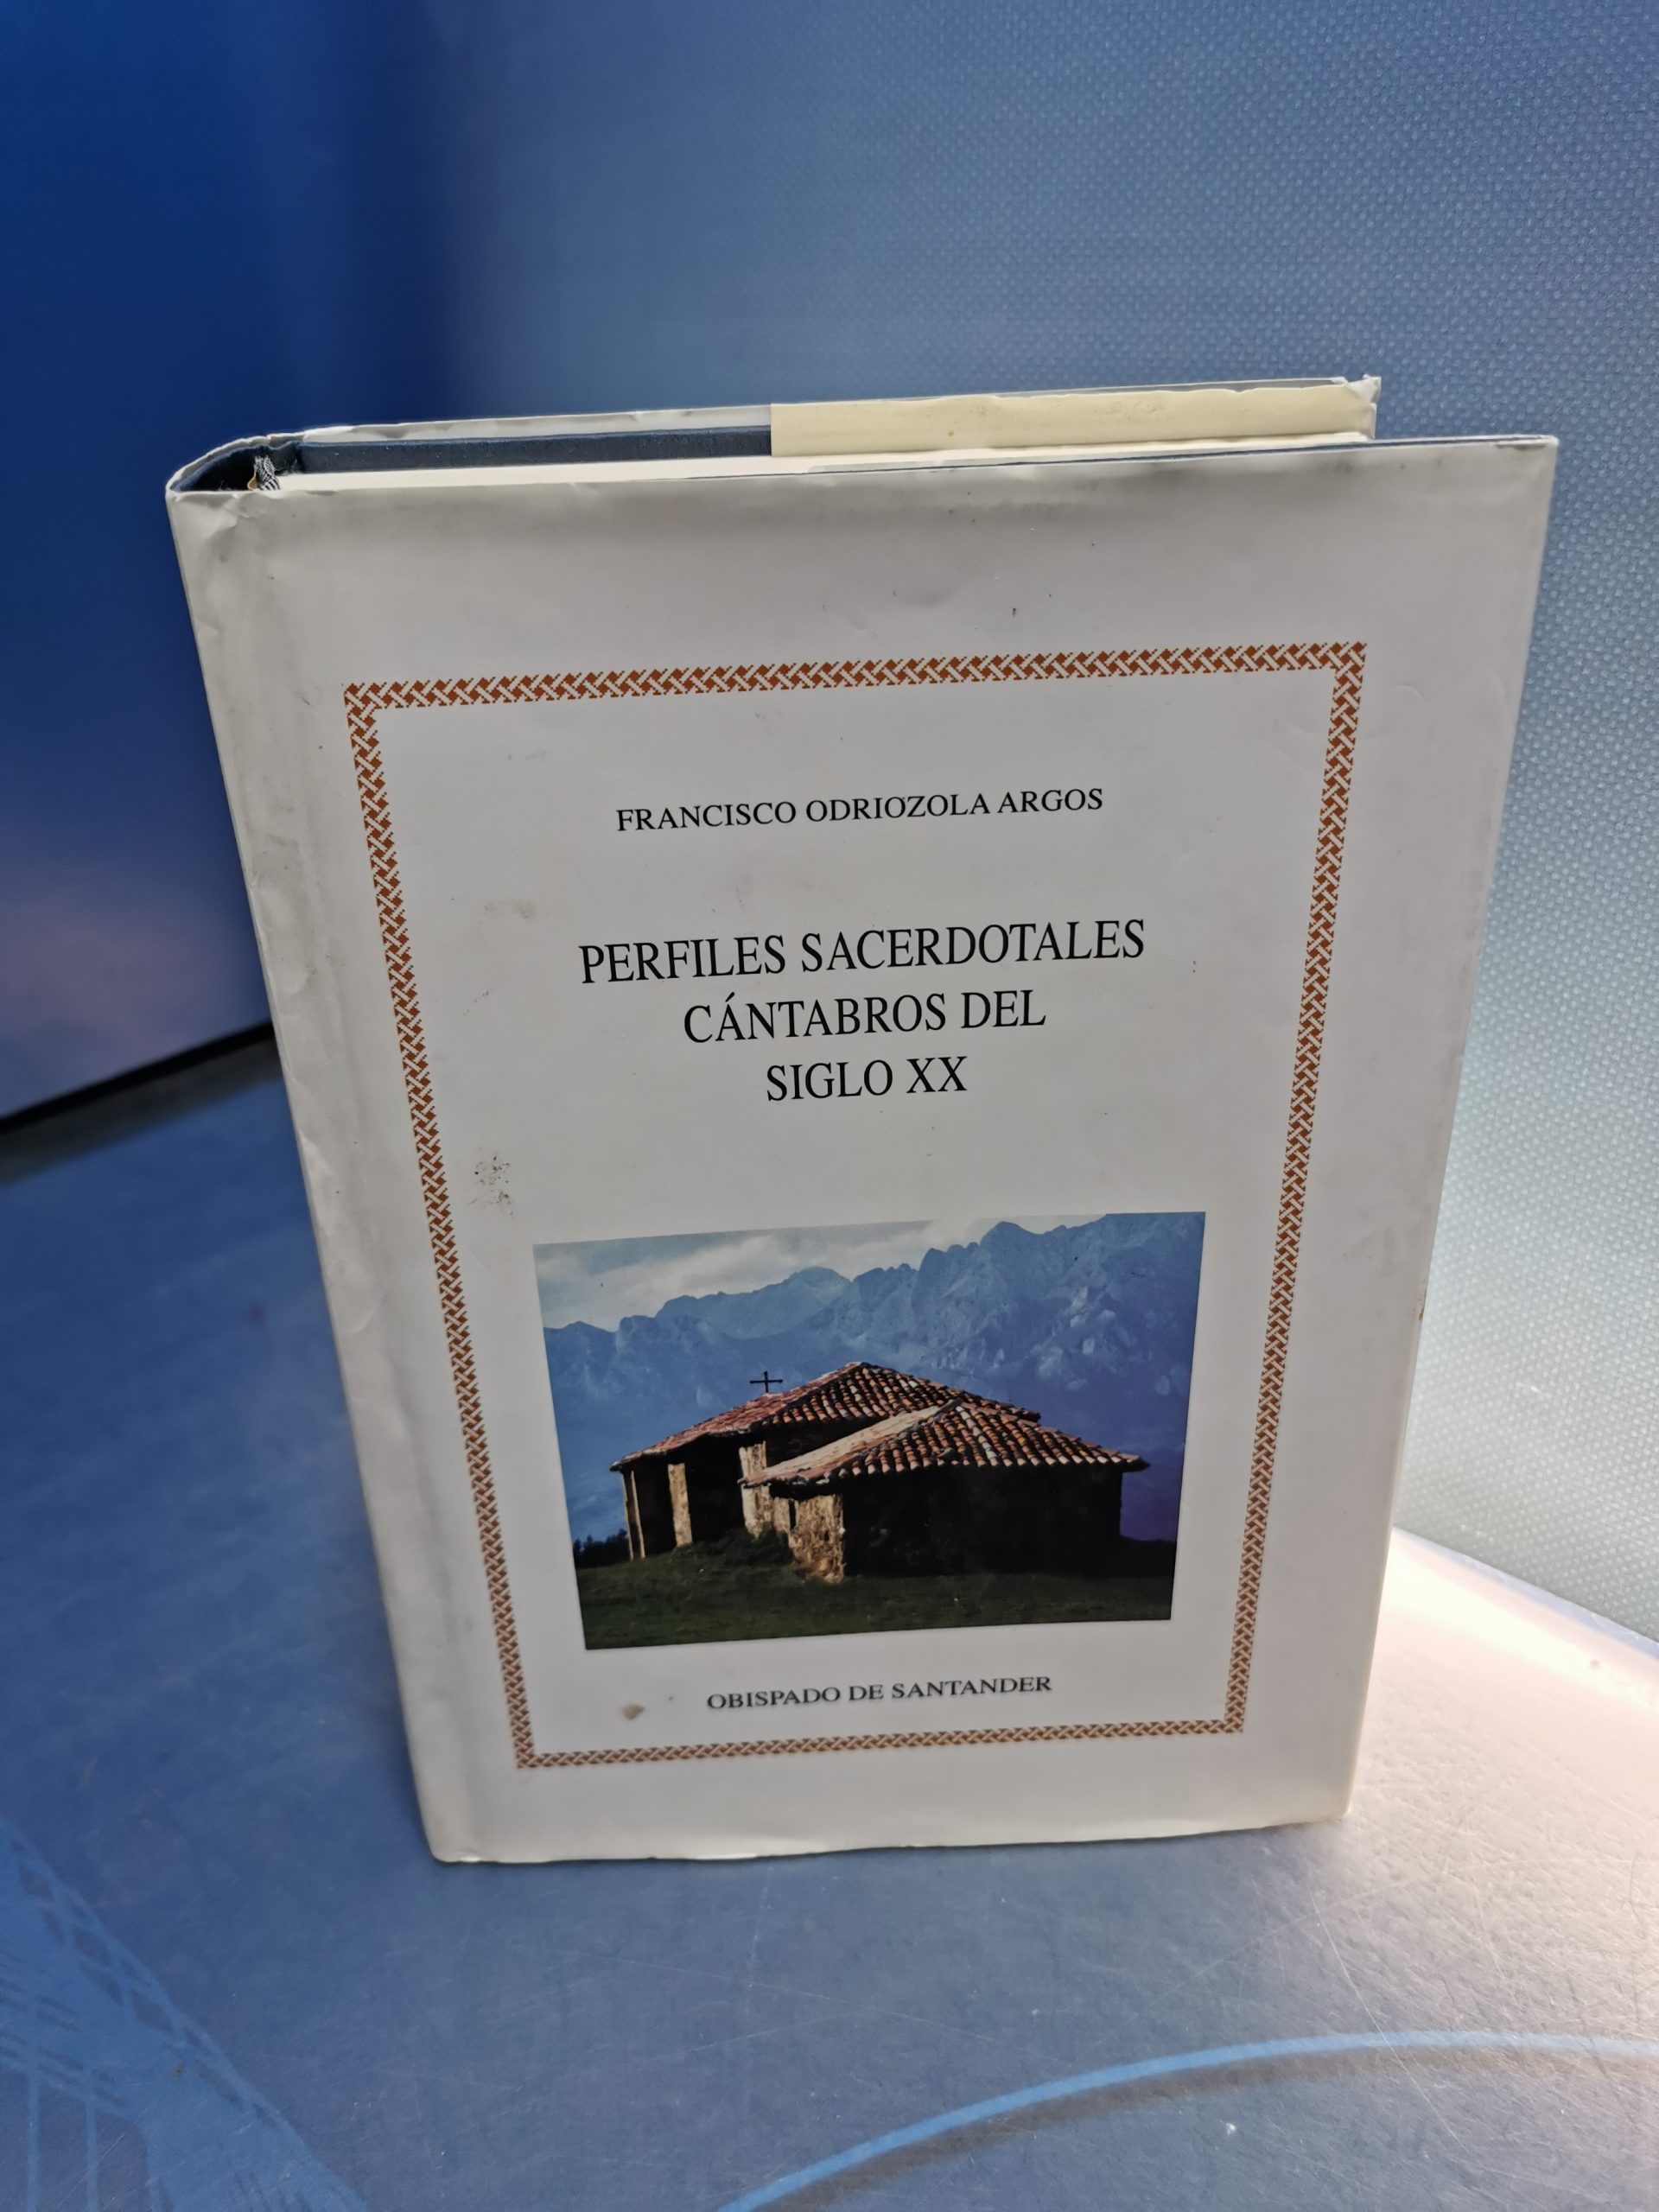 FRANCISCO ODRIOZOLA ARGOS
PERFILES SACERDOTALES
CÁNTABROS DEL
SIGLO XX
OBISPADO DE SANTANDER